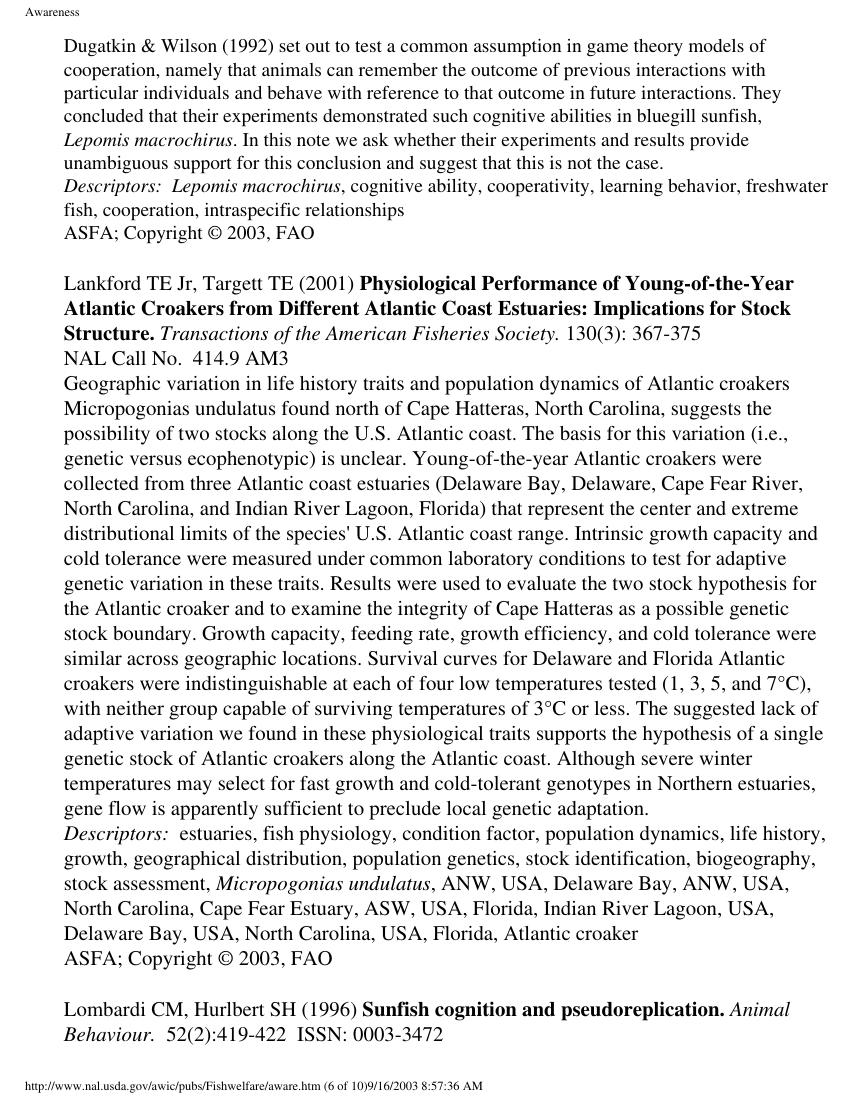 Awareness
Dugatkin & Wilson (1992) set out to test a common assumption in game theory models of
cooperation, namely that animals can remember the outcome of previous interactions with
particular individuals and behave with reference to that outcome in future interactions. They
concluded that their experiments demonstrated such cognitive abilities in bluegill sunfish,
Lepomis macrochirus. In this note we ask whether their experiments and results provide
unambiguous support for this conclusion and suggest that this is not the case.
Descriptors:  Lepomis macrochirus, cognitive ability, cooperativity, learning behavior, freshwater
fish, cooperation, intraspecific relationships
ASFA; Copyright © 2003, FAO
Lankford TE Jr, Targett TE (2001) Physiological Performance of Young-of-the-Year
Atlantic Croakers from Different Atlantic Coast Estuaries: Implications for Stock
Structure. Transactions of the American Fisheries Society. 130(3): 367-375
NAL Call No.  414.9 AM3
Geographic variation in life history traits and population dynamics of Atlantic croakers
Micropogonias undulatus found north of Cape Hatteras, North Carolina, suggests the
possibility of two stocks along the U.S. Atlantic coast. The basis for this variation (i.e.,
genetic versus ecophenotypic) is unclear. Young-of-the-year Atlantic croakers were
collected from three Atlantic coast estuaries (Delaware Bay, Delaware, Cape Fear River,
North Carolina, and Indian River Lagoon, Florida) that represent the center and extreme
distributional limits of the species' U.S. Atlantic coast range. Intrinsic growth capacity and
cold tolerance were measured under common laboratory conditions to test for adaptive
genetic variation in these traits. Results were used to evaluate the two stock hypothesis for
the Atlantic croaker and to examine the integrity of Cape Hatteras as a possible genetic
stock boundary. Growth capacity, feeding rate, growth efficiency, and cold tolerance were
similar across geographic locations. Survival curves for Delaware and Florida Atlantic
croakers were indistinguishable at each of four low temperatures tested (1, 3, 5, and 7°C),
with neither group capable of surviving temperatures of 3°C or less. The suggested lack of
adaptive variation we found in these physiological traits supports the hypothesis of a single
genetic stock of Atlantic croakers along the Atlantic coast. Although severe winter
temperatures may select for fast growth and cold-tolerant genotypes in Northern estuaries,
gene flow is apparently sufficient to preclude local genetic adaptation.
Descriptors:  estuaries, fish physiology, condition factor, population dynamics, life history,
growth, geographical distribution, population genetics, stock identification, biogeography,
stock assessment, Micropogonias undulatus, ANW, USA, Delaware Bay, ANW, USA,
North Carolina, Cape Fear Estuary, ASW, USA, Florida, Indian River Lagoon, USA,
Delaware Bay, USA, North Carolina, USA, Florida, Atlantic croaker
ASFA; Copyright © 2003, FAO
Lombardi CM, Hurlbert SH (1996) Sunfish cognition and pseudoreplication. Animal
Behaviour.  52(2):419-422  ISSN: 0003-3472
http://www.nal.usda.gov/awic/pubs/Fishwelfare/aware.htm (6 of 10)9/16/2003 8:57:36 AM